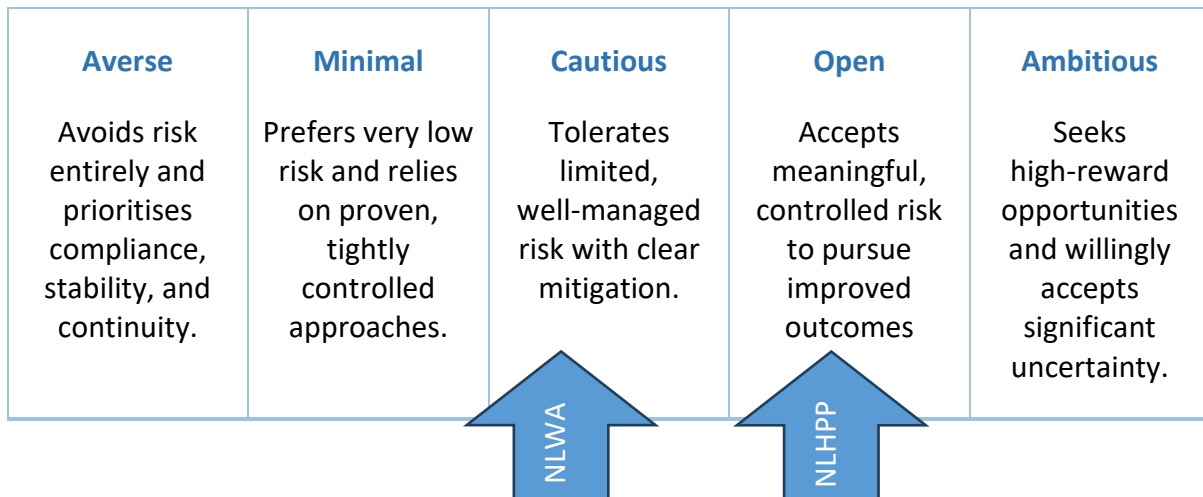 Averse
Avoids risk
entirely and
prioritises
compliance,
stability, and
continuity.
Minimal
Prefers very low
risk and relies
on proven,
tightly
controlled
approaches.
Cautious
Tolerates
limited,
well-managed
risk with clear
mitigation.
Open
Accepts
meaningful,
controlled risk
to pursue
improved
outcomes
Ambitious
Seeks
high-reward
opportunities
and willingly
accepts
significant
uncertainty.
NLWA
NLHPP